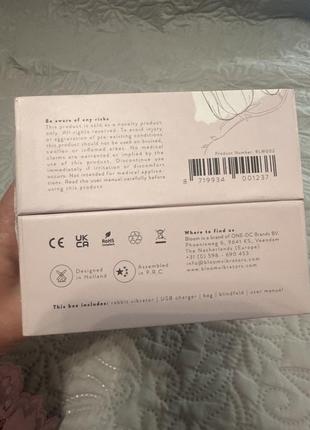 Be aware of any risks
This product is sold as a novelty product
only. All rights reserved. To avoid injury
or aggravation of pre-existing conditions
this product should not be used on bruised,
swollen or inflamed areas. No medical
claims are warranted or implied by the
use of this product. Discontinue use
immediately if irritation or discomfort
occurs. Not intended for medical applica-
tions. Read the user manual carefully before
using this product
Product Number: BLW002
8 719934 001237
CE UK CA RoHS
Designed in
Holland
Assembled in
P.R.C.
Where to find us
Bloom is a brand of ONE-DC Brands BV.
Phoenixweg 6, 9641 KS, Veendam
The Netherlands (Europe)
+31 (0) 598 - 690 453
info@bloomvibrators.com
www.bloomvibrators.com
This box includes: rabbit vibrator | USB charger | bag | blindfold | user manual